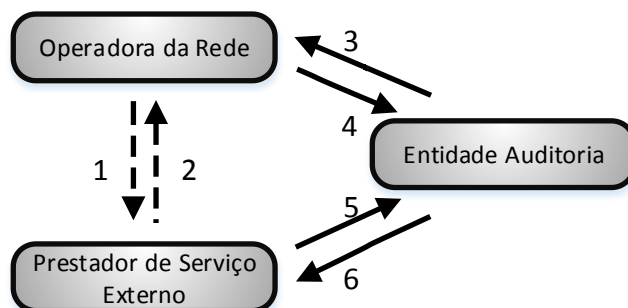 Operadora da Rede
3
4
1
2
Entidade Auditoria
5
6
Prestador de Serviço
Externo